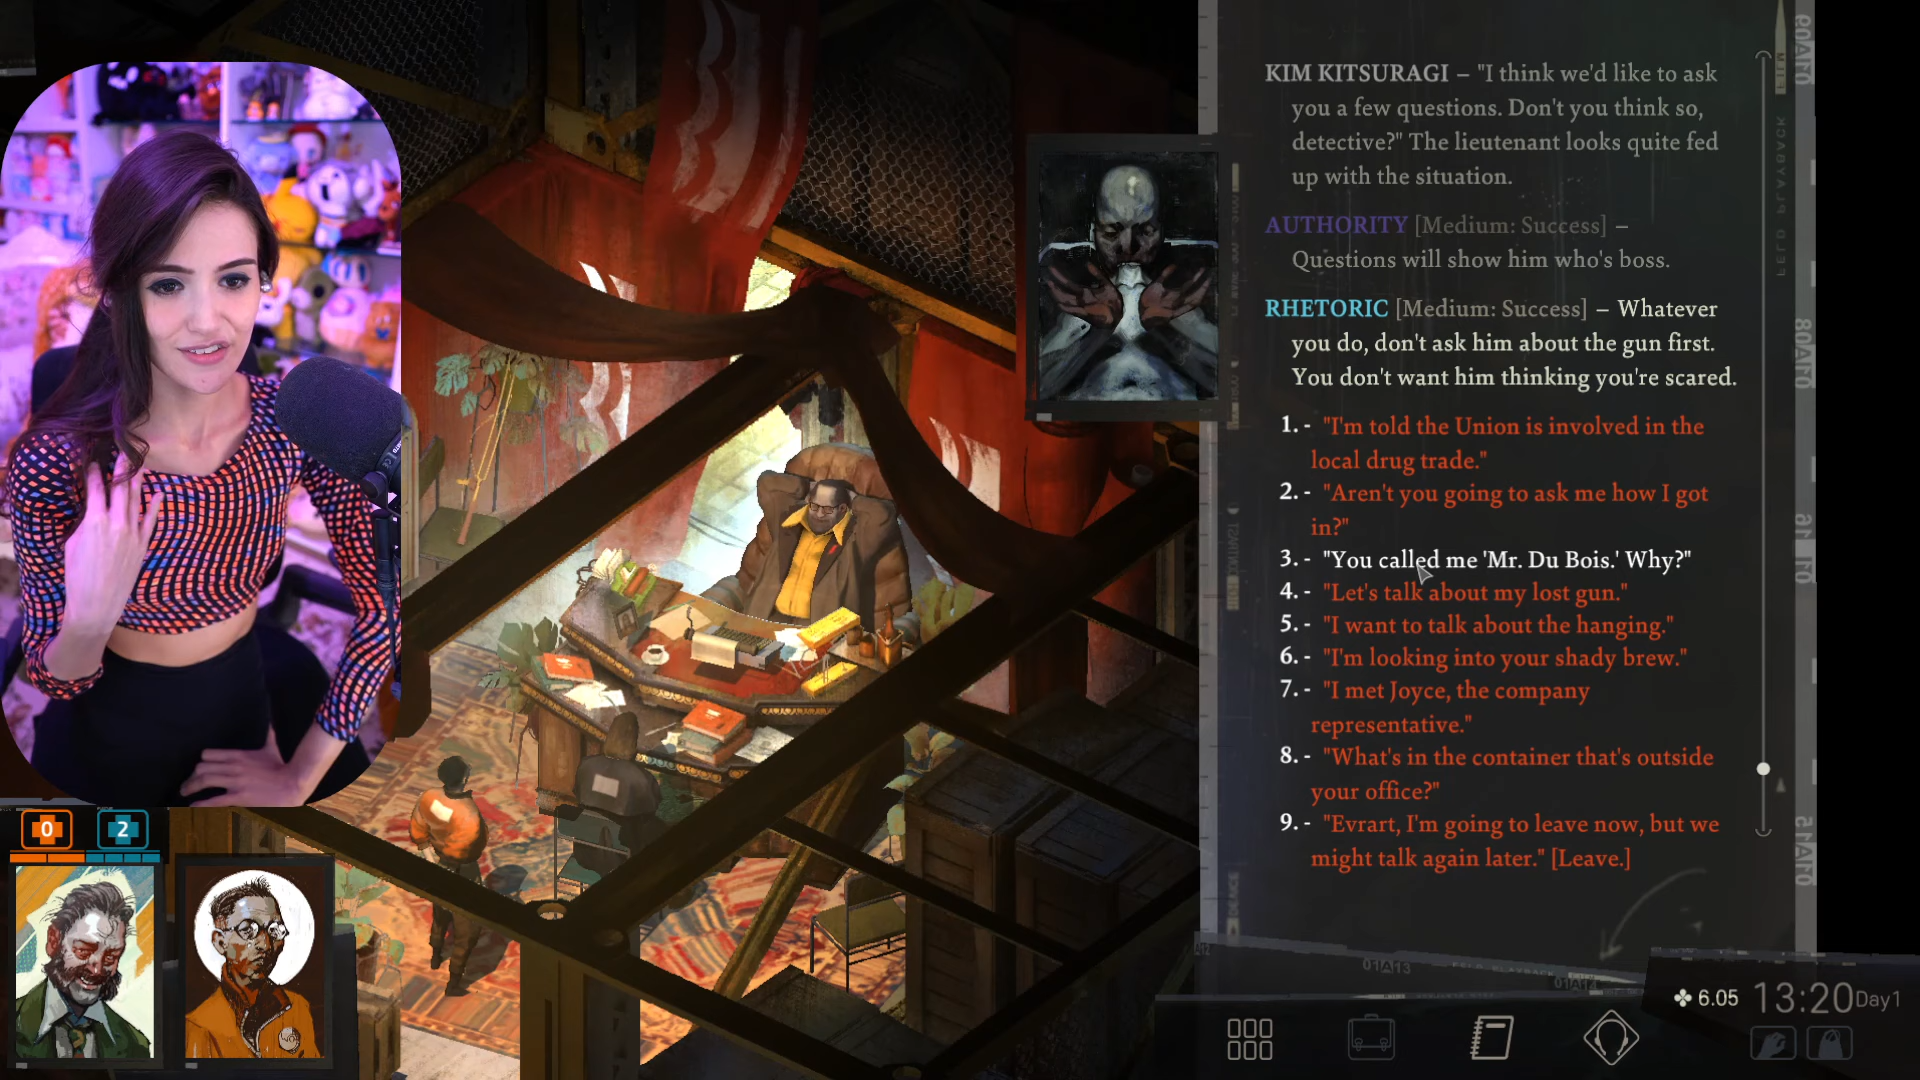 KIM KITSURAGI – "I think we'd like to ask
you a few questions. Don't you think so,
detective?" The lieutenant looks quite fed
up with the situation.
AUTHORITY [Medium: Success] –
Questions will show him who's boss.
RHETORIC [Medium: Success] – Whatever
you do, don't ask him about the gun first.
You don't want him thinking you're scared.
1. - "I'm told the Union is involved in the
local drug trade."
2. - "Aren't you going to ask me how I got
in?"
3. - "You called me 'Mr. Du Bois.' Why?"
4. - "Let's talk about my lost gun."
5. - "I want to talk about the hanging."
6. - "I'm looking into your shady brew."
7. - "I met Joyce, the company
representative."
8. - "What's in the container that's outside
your office?"
9. - "Evrart, I'm going to leave now, but we
might talk again later." [Leave.]
0 2
01A13
6.05 13:20 Day1